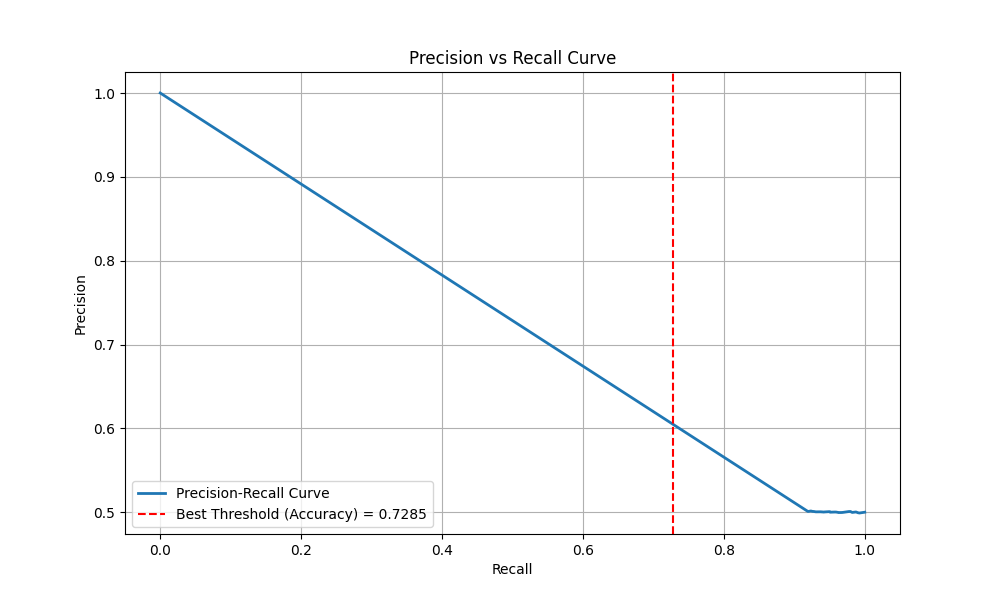 Precision vs Recall Curve
1.0
0.9
0.8
0.7
0.6
0.5
Precision
Precision-Recall Curve
Best Threshold (Accuracy) = 0.7285
0.0 0.2 0.4 0.6 0.8 1.0
Recall